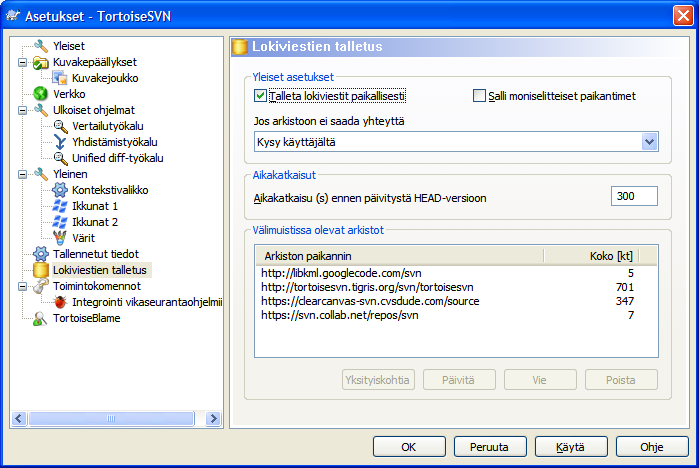 Asetukset - TortoiseSVN
Yleiset
Kuvakepäällykset
Kuvakejoukko
Verkko
Ulkoiset ohjelmat
Vertailutyökalu
Yhdistämistyökalu
Unified diff-työkalu
Yleinen
Kontekstivalikko
Ikkunat 1
Ikkunat 2
Värit
Tallennetut tiedot
Lokiviestien talletus
Toimintokomennot
Integrointi vikaseurantaohjelmii
TortoiseBlame
Lokiviestien talletus
Yleiset asetukset
Talleta lokiviestit paikallisesti
Salli moniselitteiset paikantimet
Jos arkistoon ei saada yhteyttä
Kysy käyttäjältä
Aikakatkaisut
Aikakatkaisu (s) ennen päivitystä HEAD-versioon 300
Välimuistissa olevat arkistot
Arkiston paikannin Koko [kt]
http://libkml.googlecode.com/svn 5
http://tortoisesvn.tigris.org/svn/tortoisesvn 701
https://clearcanvas-svn.cvsdude.com/source 347
https://svn.collab.net/repos/svn 7
Yksityiskohtia Päivitä Vie Poista
OK Peruuta Käytä Ohje